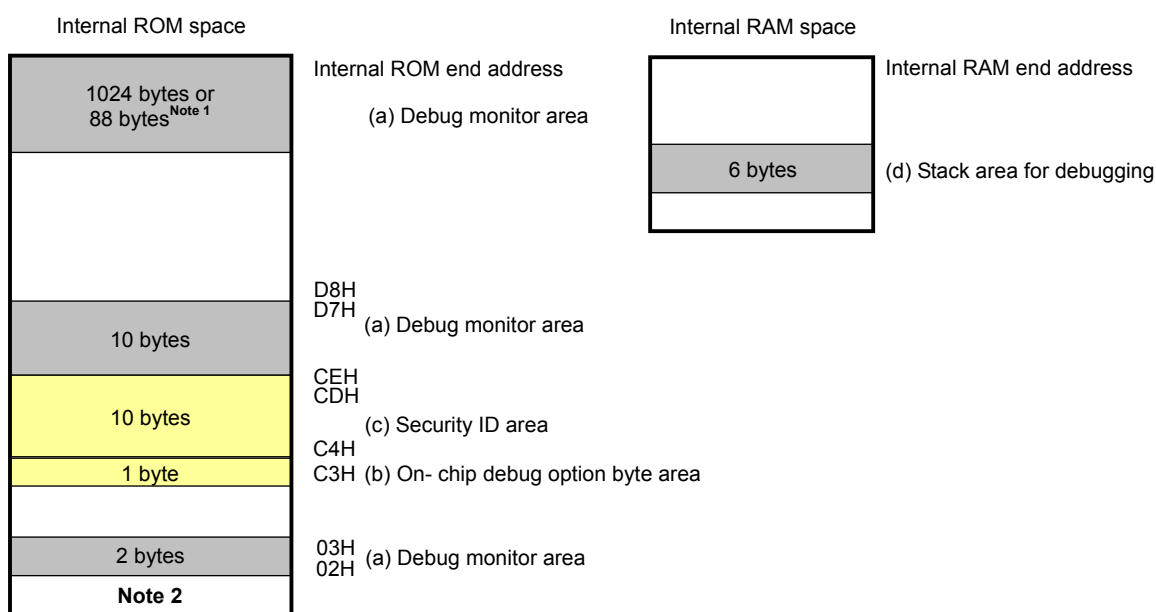 Internal ROM space
Internal ROM end address
1024 bytes or
88 bytesNote 1
(a) Debug monitor area
D8H
D7H
(a) Debug monitor area
10 bytes
CEH
CDH
10 bytes
(c) Security ID area
C4H
1 byte
C3H (b) On- chip debug option byte area
2 bytes
03H
02H
(a) Debug monitor area
Note 2
Internal RAM space
Internal RAM end address
6 bytes
(d) Stack area for debugging